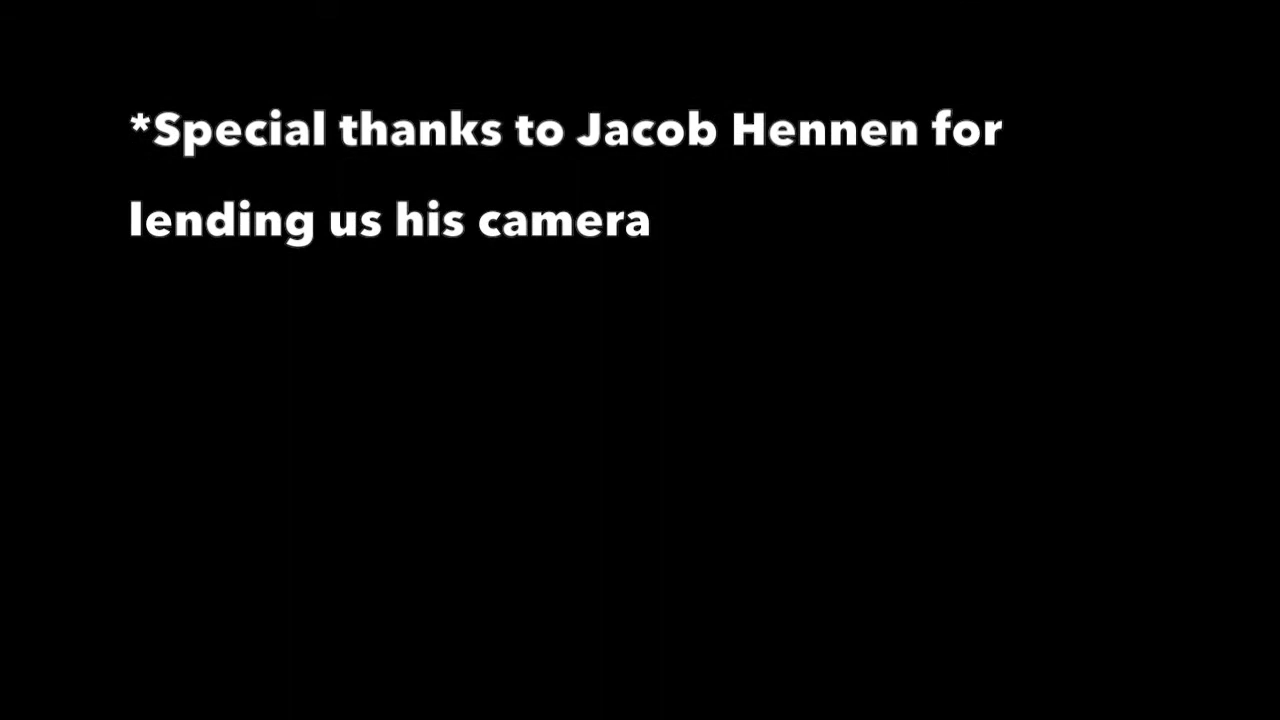 *Special thanks to Jacob Hennen for
lending us his camera